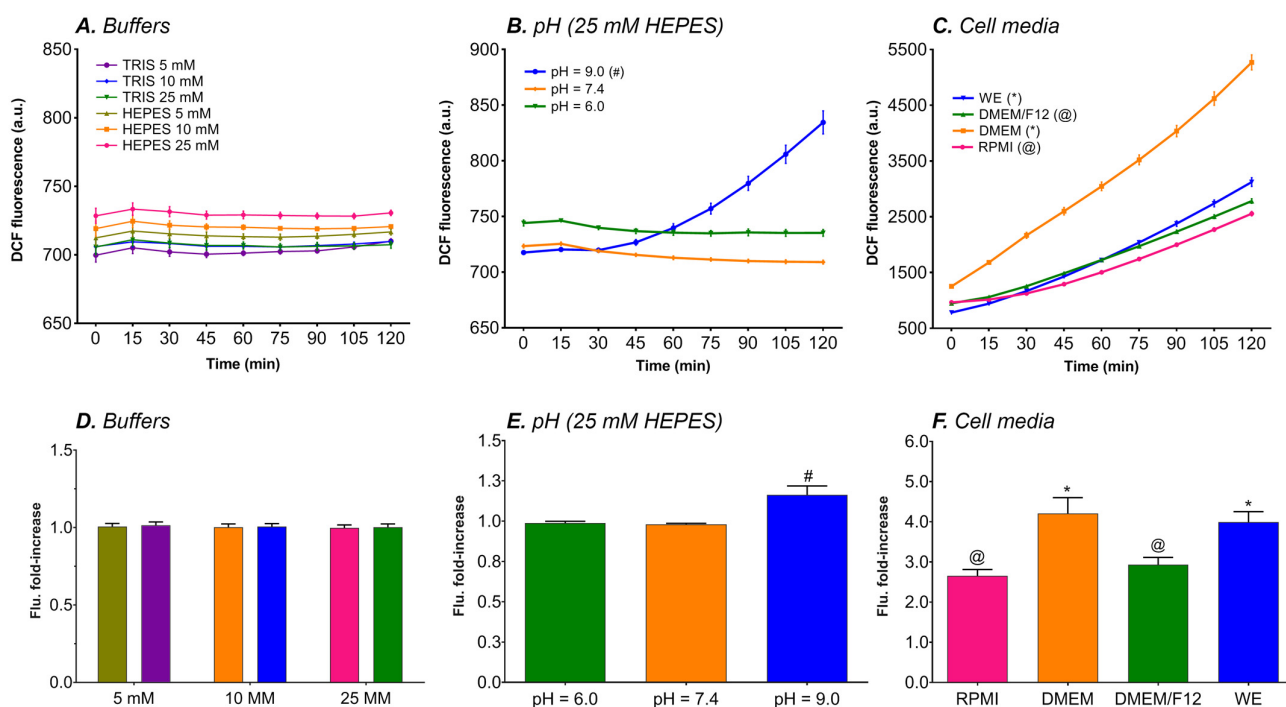 A. Buffers
DCF fluorescence (a.u.)
850
800
750
700
650
TRIS 5 mM
TRIS 10 mM
TRIS 25 mM
HEPES 5 mM
HEPES 10 mM
HEPES 25 mM
0 15 30 45 60 75 90 105 120
Time (min)
B. pH (25 mM HEPES)
DCF fluorescence (a.u.)
900
850
800
750
700
650
pH = 9.0 (#)
pH = 7.4
pH = 6.0
0 15 30 45 60 75 90 105 120
Time (min)
C. Cell media
DCF fluorescence (a.u.)
5500
4500
3500
2500
1500
500
WE (*)
DMEM/F12 (@)
DMEM (*)
RPMI (@)
0 15 30 45 60 75 90 105 120
Time (min)
D. Buffers
Flu. fold-increase
1.5
1.0
0.5
0.0
5 mM 10 MM 25 MM
E. pH (25 mM HEPES)
Flu. fold-increase
1.5
1.3
1.0
0.8
0.5
0.3
0.0
#
pH = 6.0 pH = 7.4 pH = 9.0
F. Cell media
Flu. fold-increase
6.0
5.0
4.0
3.0
2.0
1.0
0.0
@ * @ *
RPMI DMEM DMEM/F12 WE